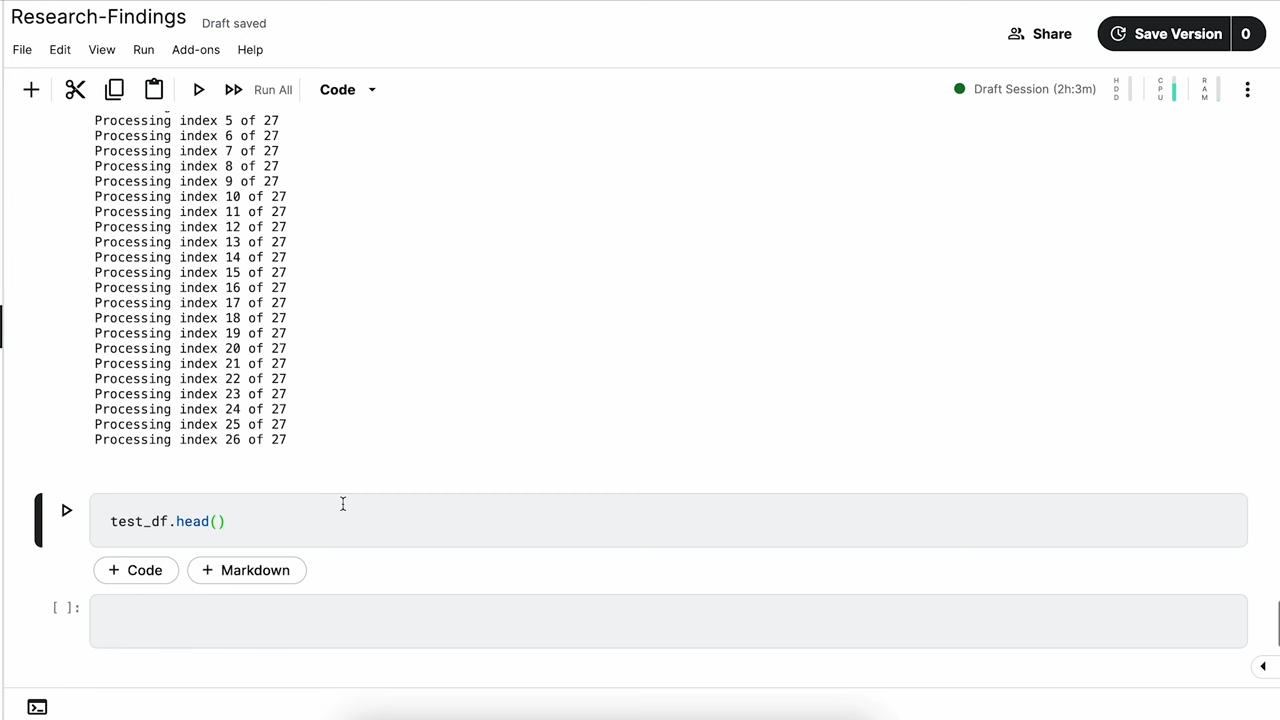 Research-Findings
Draft saved
File Edit View Run Add-ons Help
Share
Save Version 0
Run All
Code
Draft Session (2h:3m)
HDD
CPU
RAM
Processing index 5 of 27
Processing index 6 of 27
Processing index 7 of 27
Processing index 8 of 27
Processing index 9 of 27
Processing index 10 of 27
Processing index 11 of 27
Processing index 12 of 27
Processing index 13 of 27
Processing index 14 of 27
Processing index 15 of 27
Processing index 16 of 27
Processing index 17 of 27
Processing index 18 of 27
Processing index 19 of 27
Processing index 20 of 27
Processing index 21 of 27
Processing index 22 of 27
Processing index 23 of 27
Processing index 24 of 27
Processing index 25 of 27
Processing index 26 of 27
test_df.head()
+ Code
+ Markdown
[ ]: